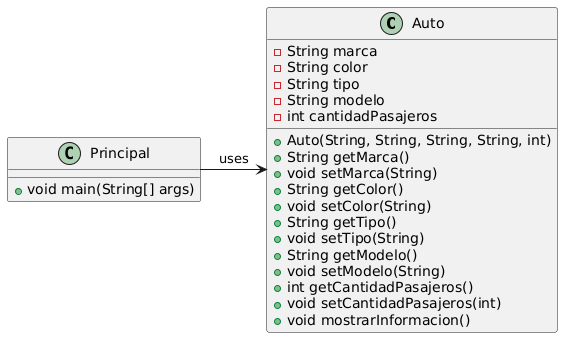 C Principal
void main(String[] args)
uses
C Auto
String marca
String color
String tipo
String modelo
int cantidadPasajeros
Auto(String, String, String, String, int)
String getMarca()
void setMarca(String)
String getColor()
void setColor(String)
String getTipo()
void setTipo(String)
String getModelo()
void setModelo(String)
int getCantidadPasajeros()
void setCantidadPasajeros(int)
void mostrarInformacion()